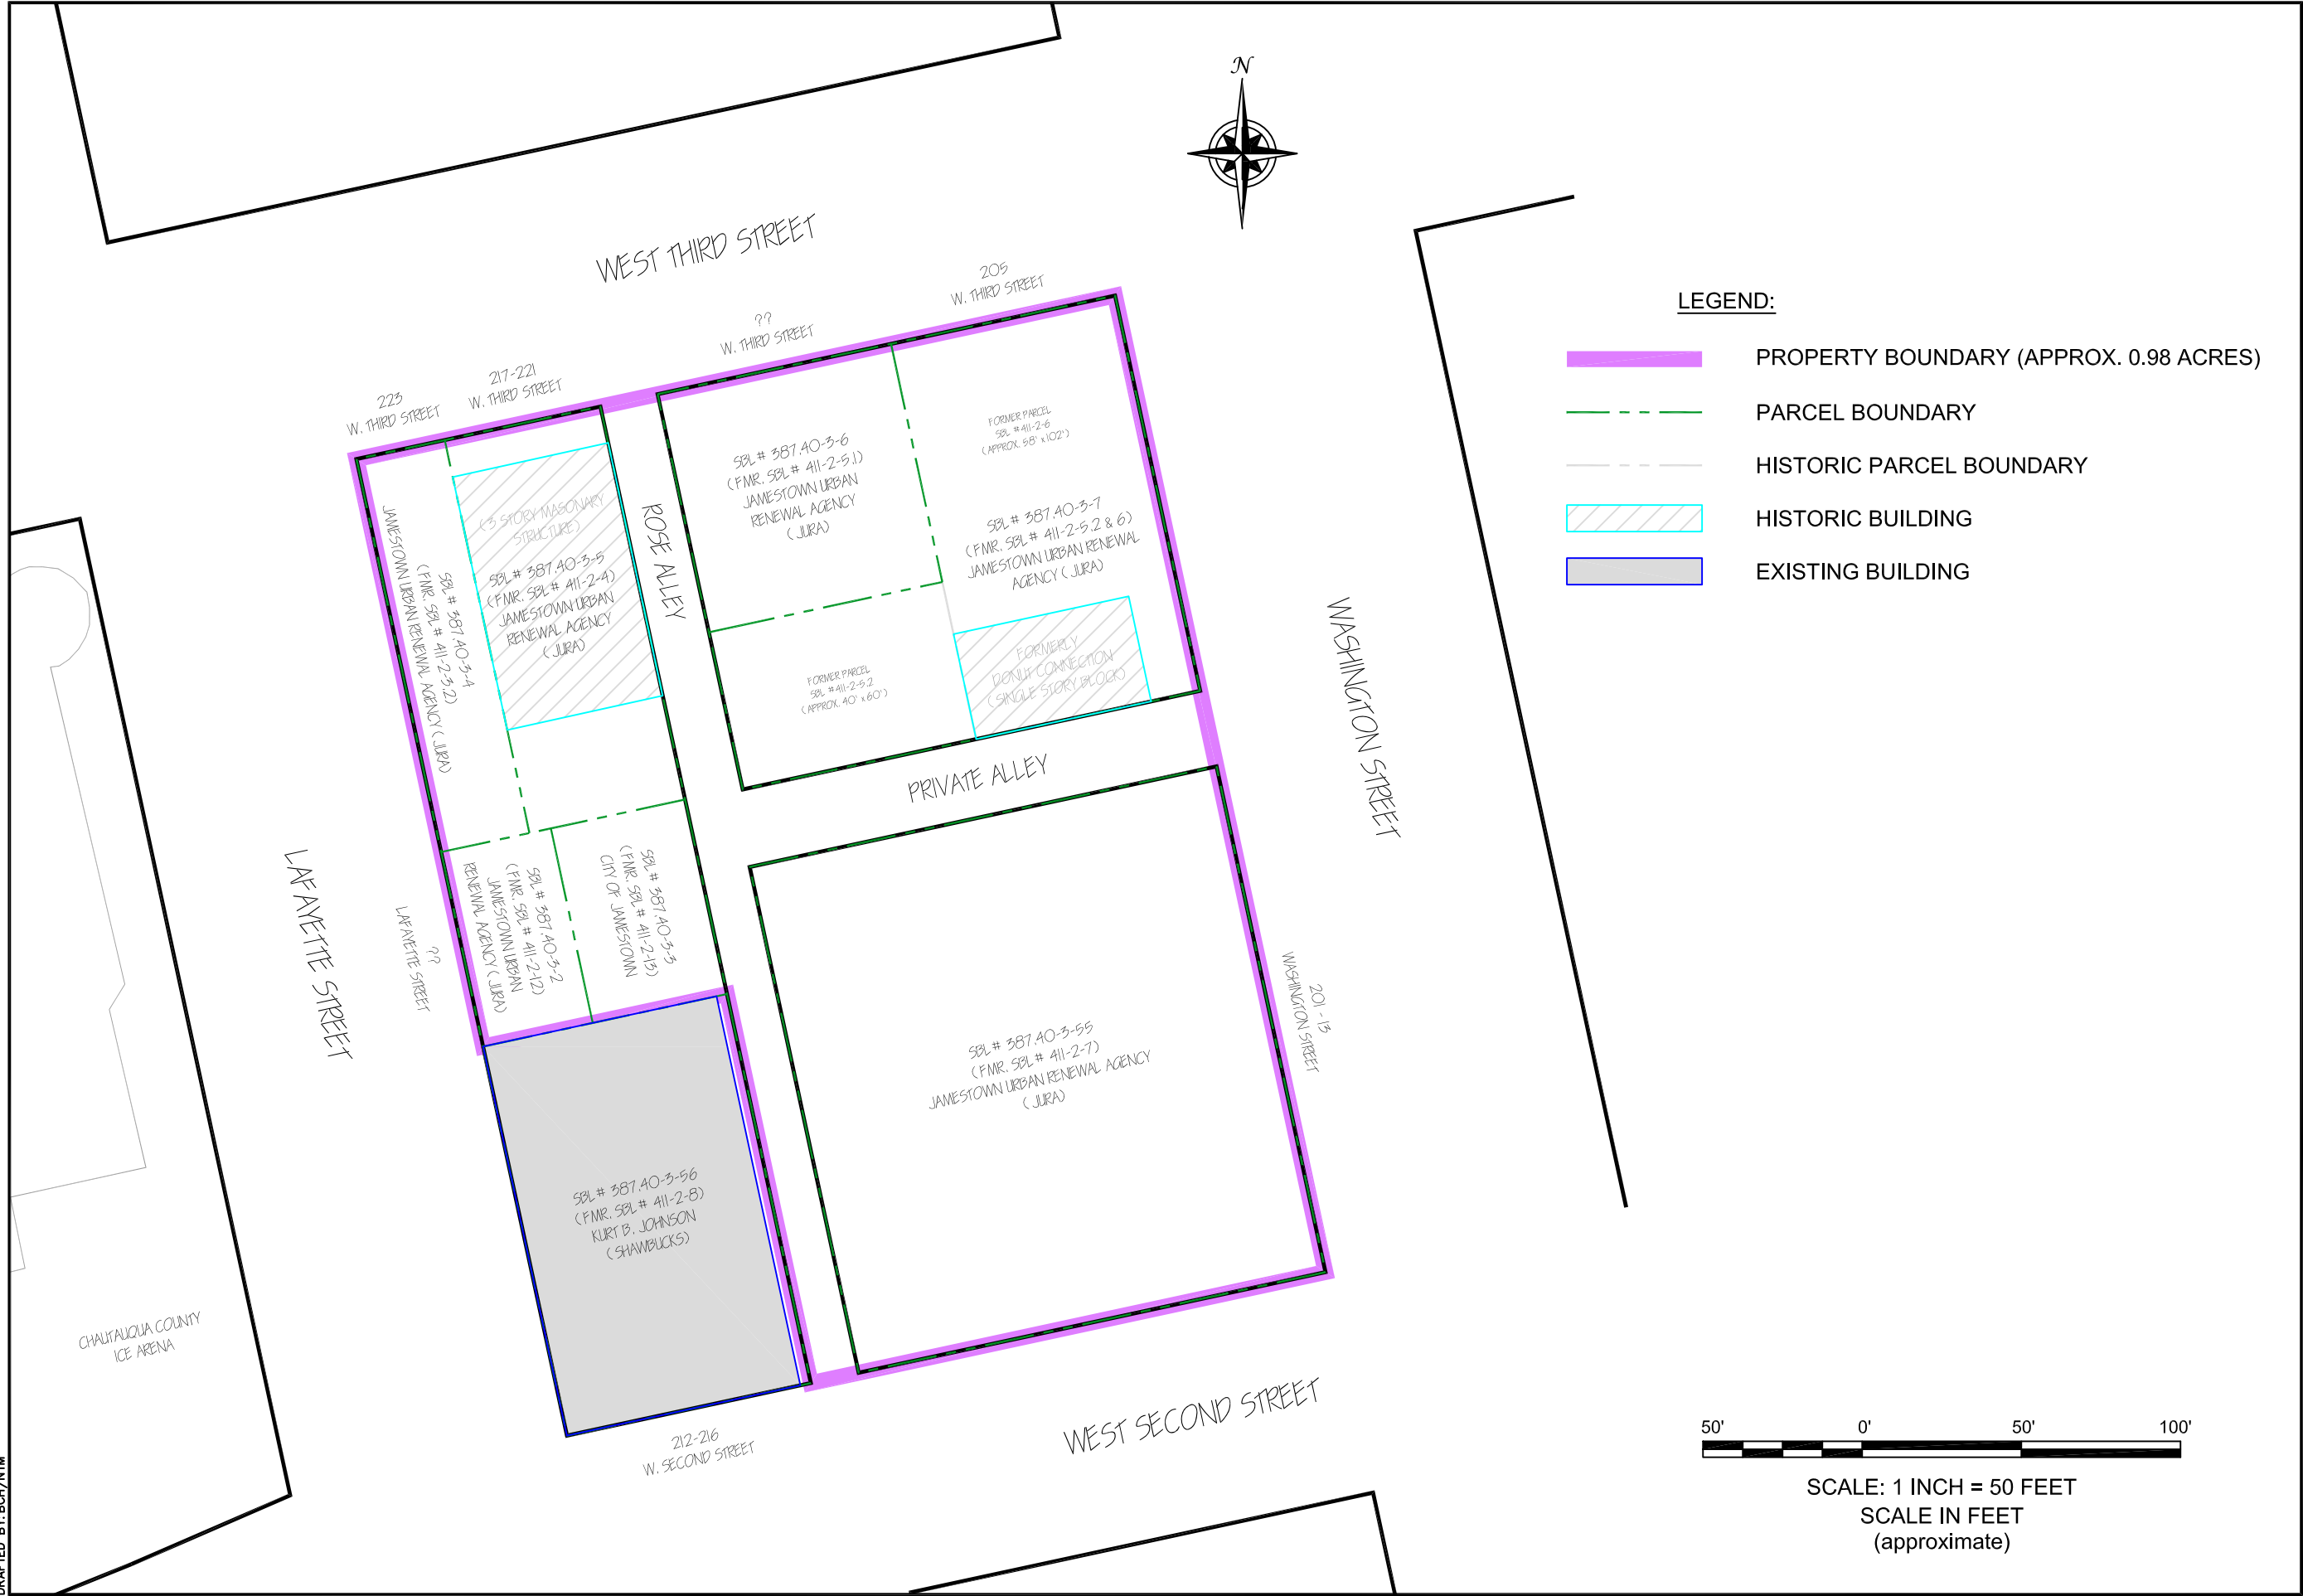 N
WEST THIRD STREET
205
W. THIRD STREET
??
W. THIRD STREET
217-221
W. THIRD STREET
223
W. THIRD STREET
LEGEND:
PROPERTY BOUNDARY (APPROX. 0.98 ACRES)
PARCEL BOUNDARY
HISTORIC PARCEL BOUNDARY
HISTORIC BUILDING
EXISTING BUILDING
FORMER PARCEL
SBL #411-2-6
(APPROX. 58' x 102')
SBL# 387.40-3-6
(FMR. SBL# 411-2-5.1)
JAMESTOWN URBAN
RENEWAL AGENCY
(JURA)
SBL# 387.40-3-7
(FMR. SBL# 411-2-5.2 & 6)
JAMESTOWN URBAN RENEWAL
AGENCY (JURA)
(3 STORY MASONARY
STRUCTURE)
SBL# 387.40-3-5
(FMR. SBL# 411-2-4)
JAMESTOWN URBAN
RENEWAL AGENCY
(JURA)
ROSE ALLEY
SBL# 387.40-3-4
(FMR. SBL# 411-2-3.2)
JAMESTOWN URBAN RENEWAL AGENCY (JURA)
FORMERLY
DONUT CONNECTION
(SINGLE STORY BLOCK)
FORMER PARCEL
SBL #411-2-5.2
(APPROX. 40' x 60')
PRIVATE ALLEY
WASHINGTON STREET
LAFAYETTE STREET
??
LAFAYETTE STREET
SBL# 387.40-3-2
(FMR. SBL# 411-2-12)
JAMESTOWN URBAN
RENEWAL AGENCY (JURA)
SBL# 387.40-3-3
(FMR. SBL# 411-2-13)
CITY OF JAMESTOWN
201 - 13
WASHINGTON STREET
SBL# 387.40-3-55
(FMR. SBL# 411-2-7)
JAMESTOWN URBAN RENEWAL AGENCY
(JURA)
SBL# 387.40-3-56
(FMR. SBL# 411-2-8)
KURT B. JOHNSON
(SHAWBUCKS)
CHAUTAUQUA COUNTY
ICE ARENA
212-216
W. SECOND STREET
WEST SECOND STREET
50' 0' 50' 100'
SCALE: 1 INCH = 50 FEET
SCALE IN FEET
(approximate)
DRAFTED BY: BCH/NTM